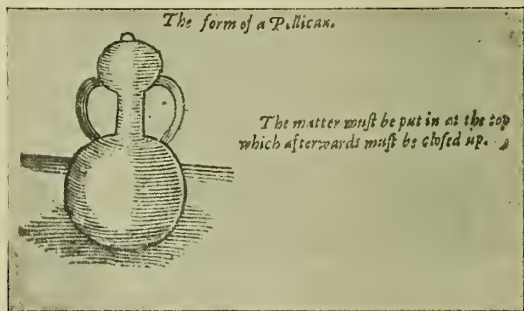 The form of a Pellican.
The matter muſt be put in at the top
which afterwards muſt be cloſed up.